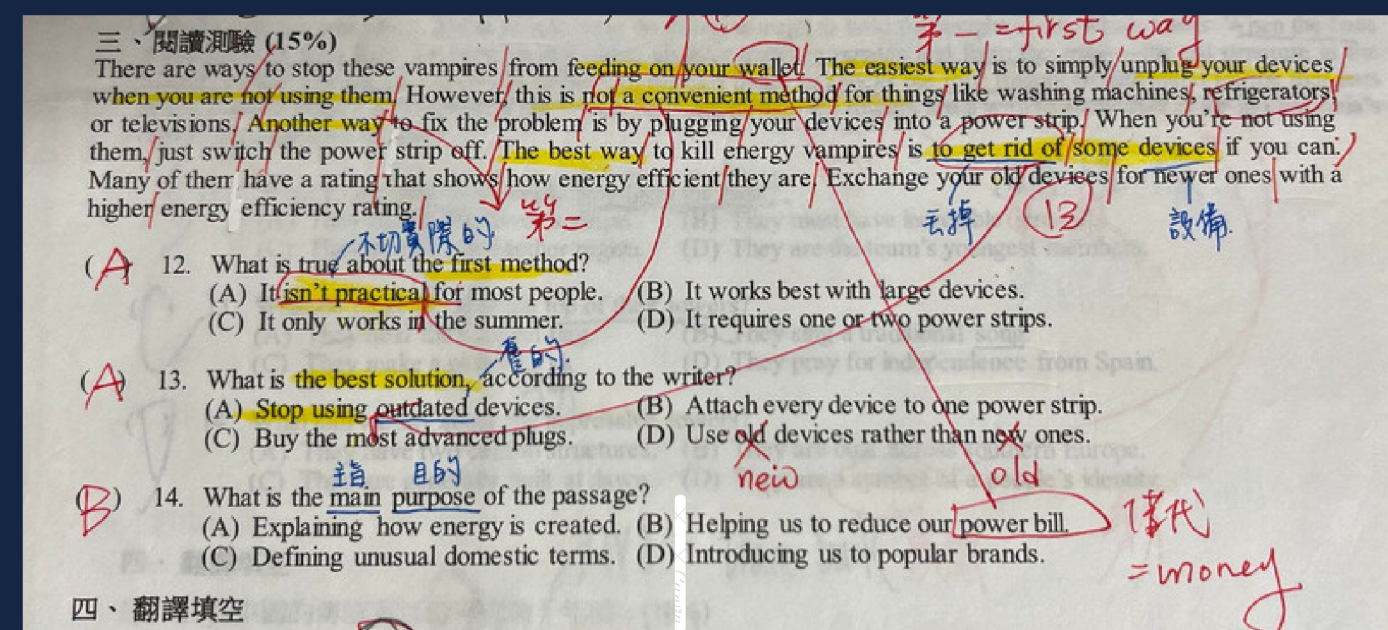 第一=first way
三、閱讀測驗 (15%)
There are ways to stop these vampires from feeding on your wallet. The easiest way is to simply unplug your devices
when you are not using them. However, this is not a convenient method for things like washing machines, refrigerators,
or televisions. Another way to fix the problem is by plugging your devices into a power strip. When you're not using
them, just switch the power strip off. The best way to kill energy vampires is to get rid of some devices if you can.
Many of them have a rating that shows how energy efficient they are. Exchange your old devices for newer ones with a
higher energy efficiency rating.
第二
丟掉
13
設備
不切實際的
(A) 12. What is true about the first method?
(A) It isn't practical for most people. (B) It works best with large devices.
(C) It only works in the summer. (D) It requires one or two power strips.
舊的
(A) 13. What is the best solution, according to the writer?
(A) Stop using outdated devices. (B) Attach every device to one power strip.
(C) Buy the most advanced plugs. (D) Use old devices rather than new ones.
new
old
主旨 目的
(B) 14. What is the main purpose of the passage?
(A) Explaining how energy is created. (B) Helping us to reduce our power bill.
(C) Defining unusual domestic terms. (D) Introducing us to popular brands.
=money
四、翻譯填空